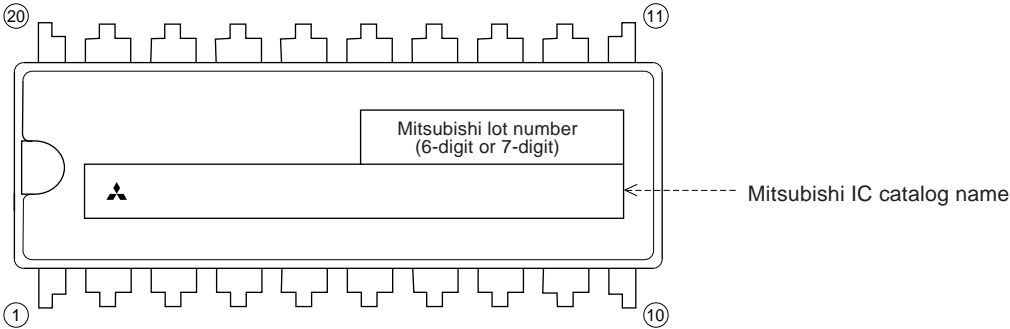 20
11
Mitsubishi lot number
(6-digit or 7-digit)
Mitsubishi IC catalog name
1
10